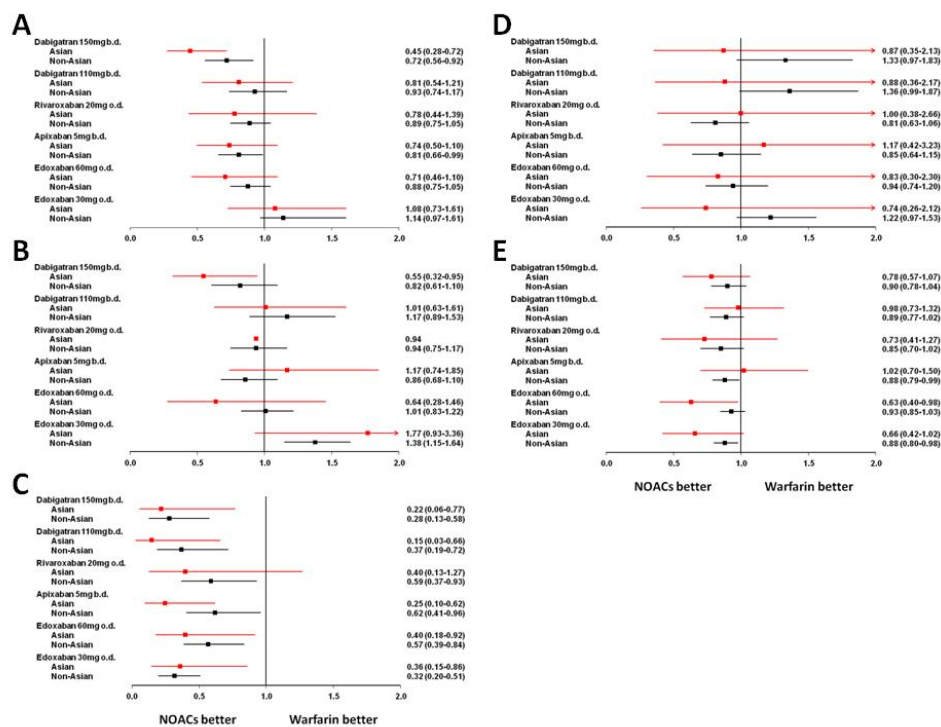 A
Dabigatran 150mg b.d.
Asian 0.45 (0.28-0.72)
Non-Asian 0.72 (0.56-0.92)
Dabigatran 110mg b.d.
Asian 0.81 (0.54-1.21)
Non-Asian 0.93 (0.74-1.17)
Rivaroxaban 20mg o.d.
Asian 0.78 (0.44-1.39)
Non-Asian 0.89 (0.75-1.05)
Apixaban 5mg b.d.
Asian 0.74 (0.50-1.10)
Non-Asian 0.81 (0.66-0.99)
Edoxaban 60mg o.d.
Asian 0.71 (0.46-1.10)
Non-Asian 0.88 (0.75-1.05)
Edoxaban 30mg o.d.
Asian 1.08 (0.73-1.61)
Non-Asian 1.14 (0.97-1.61)
0.0 0.5 1.0 1.5 2.0
B
Dabigatran 150mg b.d.
Asian 0.55 (0.32-0.95)
Non-Asian 0.82 (0.61-1.10)
Dabigatran 110mg b.d.
Asian 1.01 (0.63-1.61)
Non-Asian 1.17 (0.89-1.53)
Rivaroxaban 20mg o.d.
Asian 0.94
Non-Asian 0.94 (0.75-1.17)
Apixaban 5mg b.d.
Asian 1.17 (0.74-1.85)
Non-Asian 0.86 (0.68-1.10)
Edoxaban 60mg o.d.
Asian 0.64 (0.28-1.46)
Non-Asian 1.01 (0.83-1.22)
Edoxaban 30mg o.d.
Asian 1.77 (0.93-3.36)
Non-Asian 1.38 (1.15-1.64)
0.0 0.5 1.0 1.5 2.0
C
Dabigatran 150mg b.d.
Asian 0.22 (0.06-0.77)
Non-Asian 0.28 (0.13-0.58)
Dabigatran 110mg b.d.
Asian 0.15 (0.03-0.66)
Non-Asian 0.37 (0.19-0.72)
Rivaroxaban 20mg o.d.
Asian 0.40 (0.13-1.27)
Non-Asian 0.59 (0.37-0.93)
Apixaban 5mg b.d.
Asian 0.25 (0.10-0.62)
Non-Asian 0.62 (0.41-0.96)
Edoxaban 60mg o.d.
Asian 0.40 (0.18-0.92)
Non-Asian 0.57 (0.39-0.84)
Edoxaban 30mg o.d.
Asian 0.36 (0.15-0.86)
Non-Asian 0.32 (0.20-0.51)
0.0 0.5 1.0 1.5 2.0
NOACs better Warfarin better
D
Dabigatran 150mg b.d.
Asian 0.87 (0.35-2.13)
Non-Asian 1.33 (0.97-1.83)
Dabigatran 110mg b.d.
Asian 0.88 (0.36-2.17)
Non-Asian 1.36 (0.99-1.87)
Rivaroxaban 20mg o.d.
Asian 1.00 (0.38-2.66)
Non-Asian 0.81 (0.63-1.06)
Apixaban 5mg b.d.
Asian 1.17 (0.42-3.23)
Non-Asian 0.85 (0.64-1.15)
Edoxaban 60mg o.d.
Asian 0.83 (0.30-2.30)
Non-Asian 0.94 (0.74-1.20)
Edoxaban 30mg o.d.
Asian 0.74 (0.26-2.12)
Non-Asian 1.22 (0.97-1.53)
0.0 0.5 1.0 1.5 2.0
E
Dabigatran 150mg b.d.
Asian 0.78 (0.57-1.07)
Non-Asian 0.90 (0.78-1.04)
Dabigatran 110mg b.d.
Asian 0.98 (0.73-1.32)
Non-Asian 0.89 (0.77-1.02)
Rivaroxaban 20mg o.d.
Asian 0.73 (0.41-1.27)
Non-Asian 0.85 (0.70-1.02)
Apixaban 5mg b.d.
Asian 1.02 (0.70-1.50)
Non-Asian 0.88 (0.79-0.99)
Edoxaban 60mg o.d.
Asian 0.63 (0.40-0.98)
Non-Asian 0.93 (0.85-1.03)
Edoxaban 30mg o.d.
Asian 0.66 (0.42-1.02)
Non-Asian 0.88 (0.80-0.98)
0.0 0.5 1.0 1.5 2.0
NOACs better Warfarin better